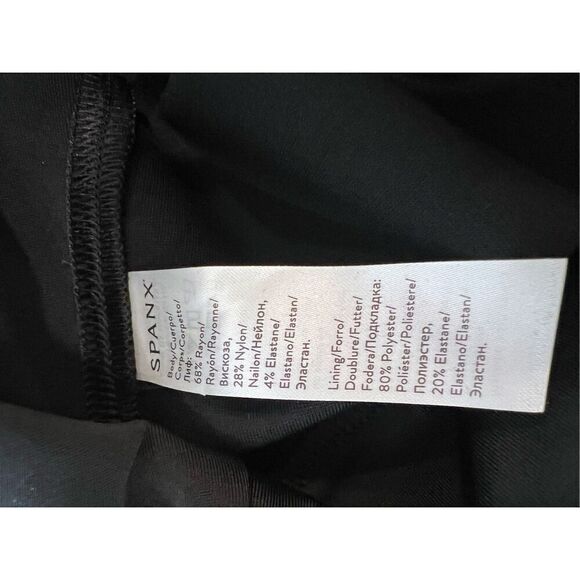 SPANX
Body/Cuerpo/
Corps/Corpetto/
Лиф:
68% Rayon/
Rayón/Rayonne/
Вискоза,
28% Nylon/
Nailon/Нейлон,
4% Elastane/
Elastano/Elastan/
Эластан.
Lining/Forro/
Doublure/Futter/
Fodera/Подкладка:
80% Polyester/
Poliéster/Poliestere/
Полиэстер,
20% Elastane/
Elastano/Elastan/
Эластан.